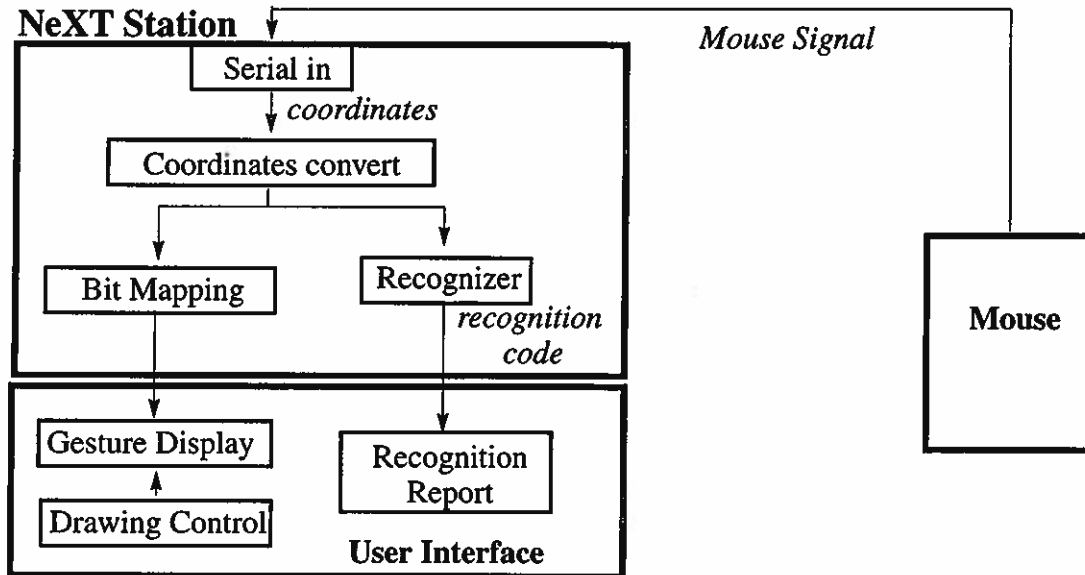 NeXT Station
Mouse Signal
Serial in
coordinates
Coordinates convert
Bit Mapping
Recognizer
recognition
code
Mouse
Gesture Display
Recognition
Report
Drawing Control
User Interface